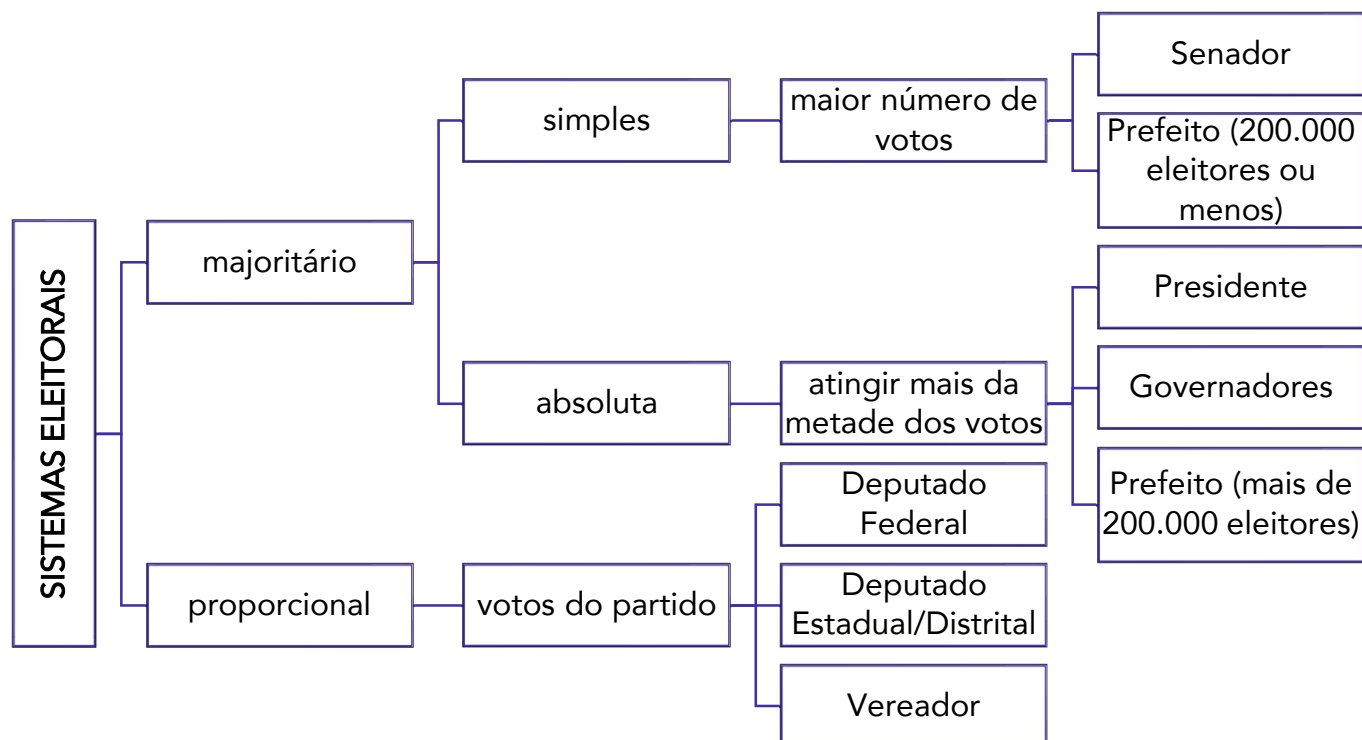 SISTEMAS ELEITORAIS
majoritário
simples
maior número de
votos
Senador
Prefeito (200.000
eleitores ou
menos)
absoluta
atingir mais da
metade dos votos
Presidente
Governadores
Prefeito (mais de
200.000 eleitores)
proporcional
votos do partido
Deputado
Federal
Deputado
Estadual/Distrital
Vereador